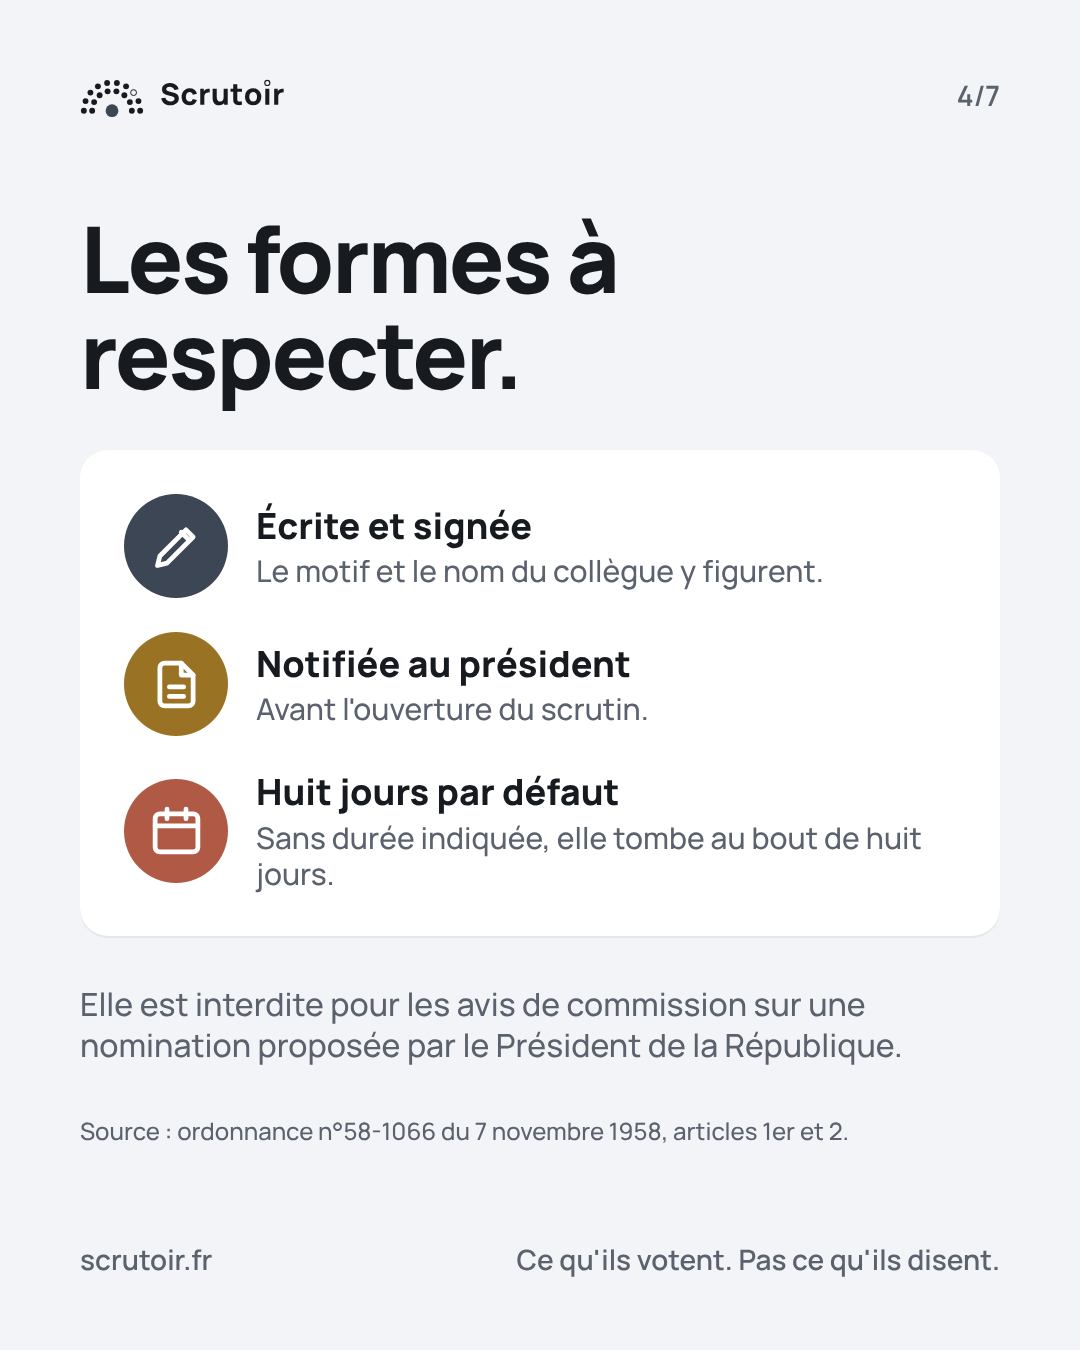 Scrutoir
4/7
Les formes à
respecter.
Écrite et signée
Le motif et le nom du collègue y figurent.
Notifiée au président
Avant l'ouverture du scrutin.
Huit jours par défaut
Sans durée indiquée, elle tombe au bout de huit
jours.
Elle est interdite pour les avis de commission sur une
nomination proposée par le Président de la République.
Source : ordonnance n°58-1066 du 7 novembre 1958, articles 1er et 2.
scrutoir.fr
Ce qu'ils votent. Pas ce qu'ils disent.